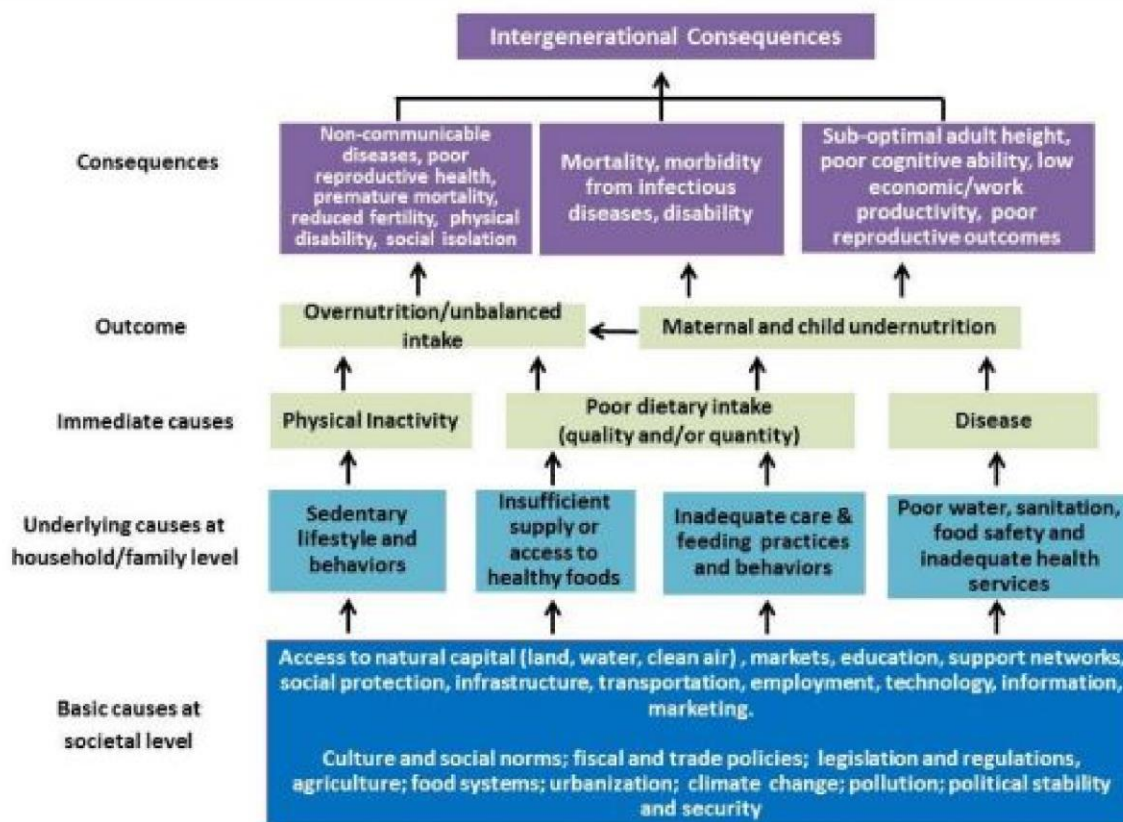 Intergenerational Consequences
Consequences
Non-communicable
diseases, poor
reproductive health,
premature mortality,
reduced fertility, physical
disability, social isolation
Mortality, morbidity
from infectious
diseases, disability
Sub-optimal adult height,
poor cognitive ability, low
economic/work
productivity, poor
reproductive outcomes
Outcome
Overnutrition/unbalanced
intake
Maternal and child undernutrition
Immediate causes
Physical Inactivity
Poor dietary intake
(quality and/or quantity)
Disease
Underlying causes at
household/family level
Sedentary
lifestyle and
behaviors
Insufficient
supply or
access to
healthy foods
Inadequate care &
feeding practices
and behaviors
Poor water, sanitation,
food safety and
inadequate health
services
Basic causes at
societal level
Access to natural capital (land, water, clean air) , markets, education, support networks,
social protection, infrastructure, transportation, employment, technology, information,
marketing.
Culture and social norms; fiscal and trade policies; legislation and regulations,
agriculture; food systems; urbanization; climate change; pollution; political stability
and security